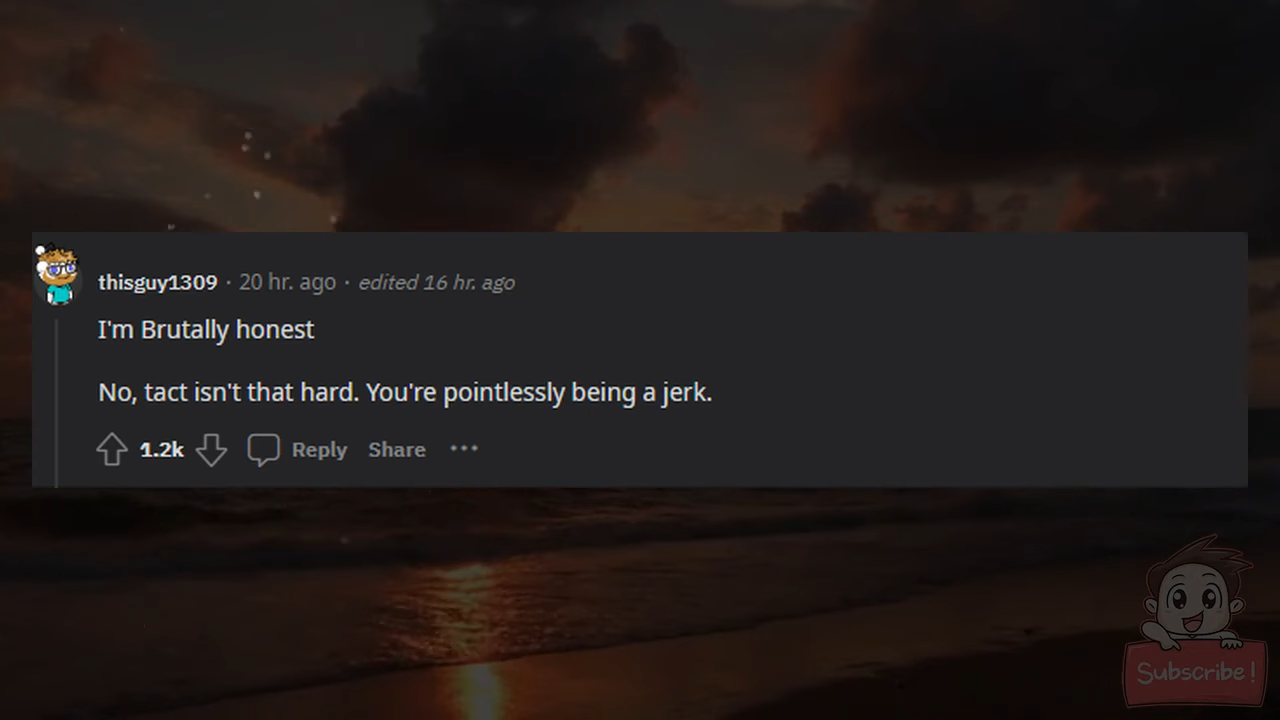 thisguy1309 · 20 hr. ago · edited 16 hr. ago
I'm Brutally honest
No, tact isn't that hard. You're pointlessly being a jerk.
1.2k Reply Share ···
Subscribe!